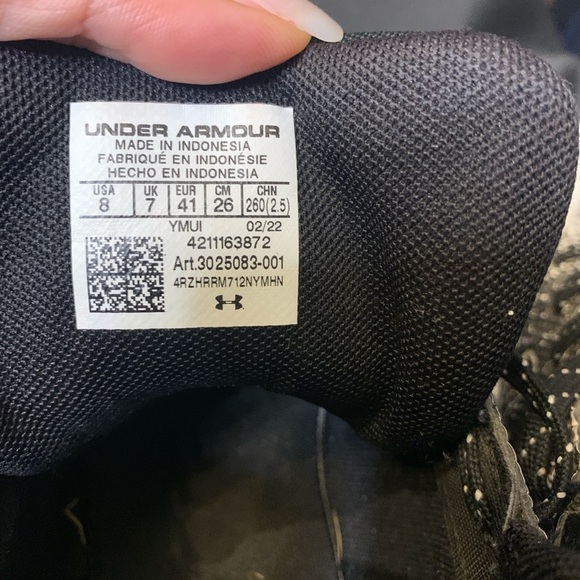 UNDER ARMOUR
MADE IN INDONESIA
FABRIQUÉ EN INDONÉSIE
HECHO EN INDONESIA
USA UK EUR CM CHN
8 7 41 26 260(2.5)
YMUI 02/22
4211163872
Art.3025083-001
4RZHRRM712NYMHN